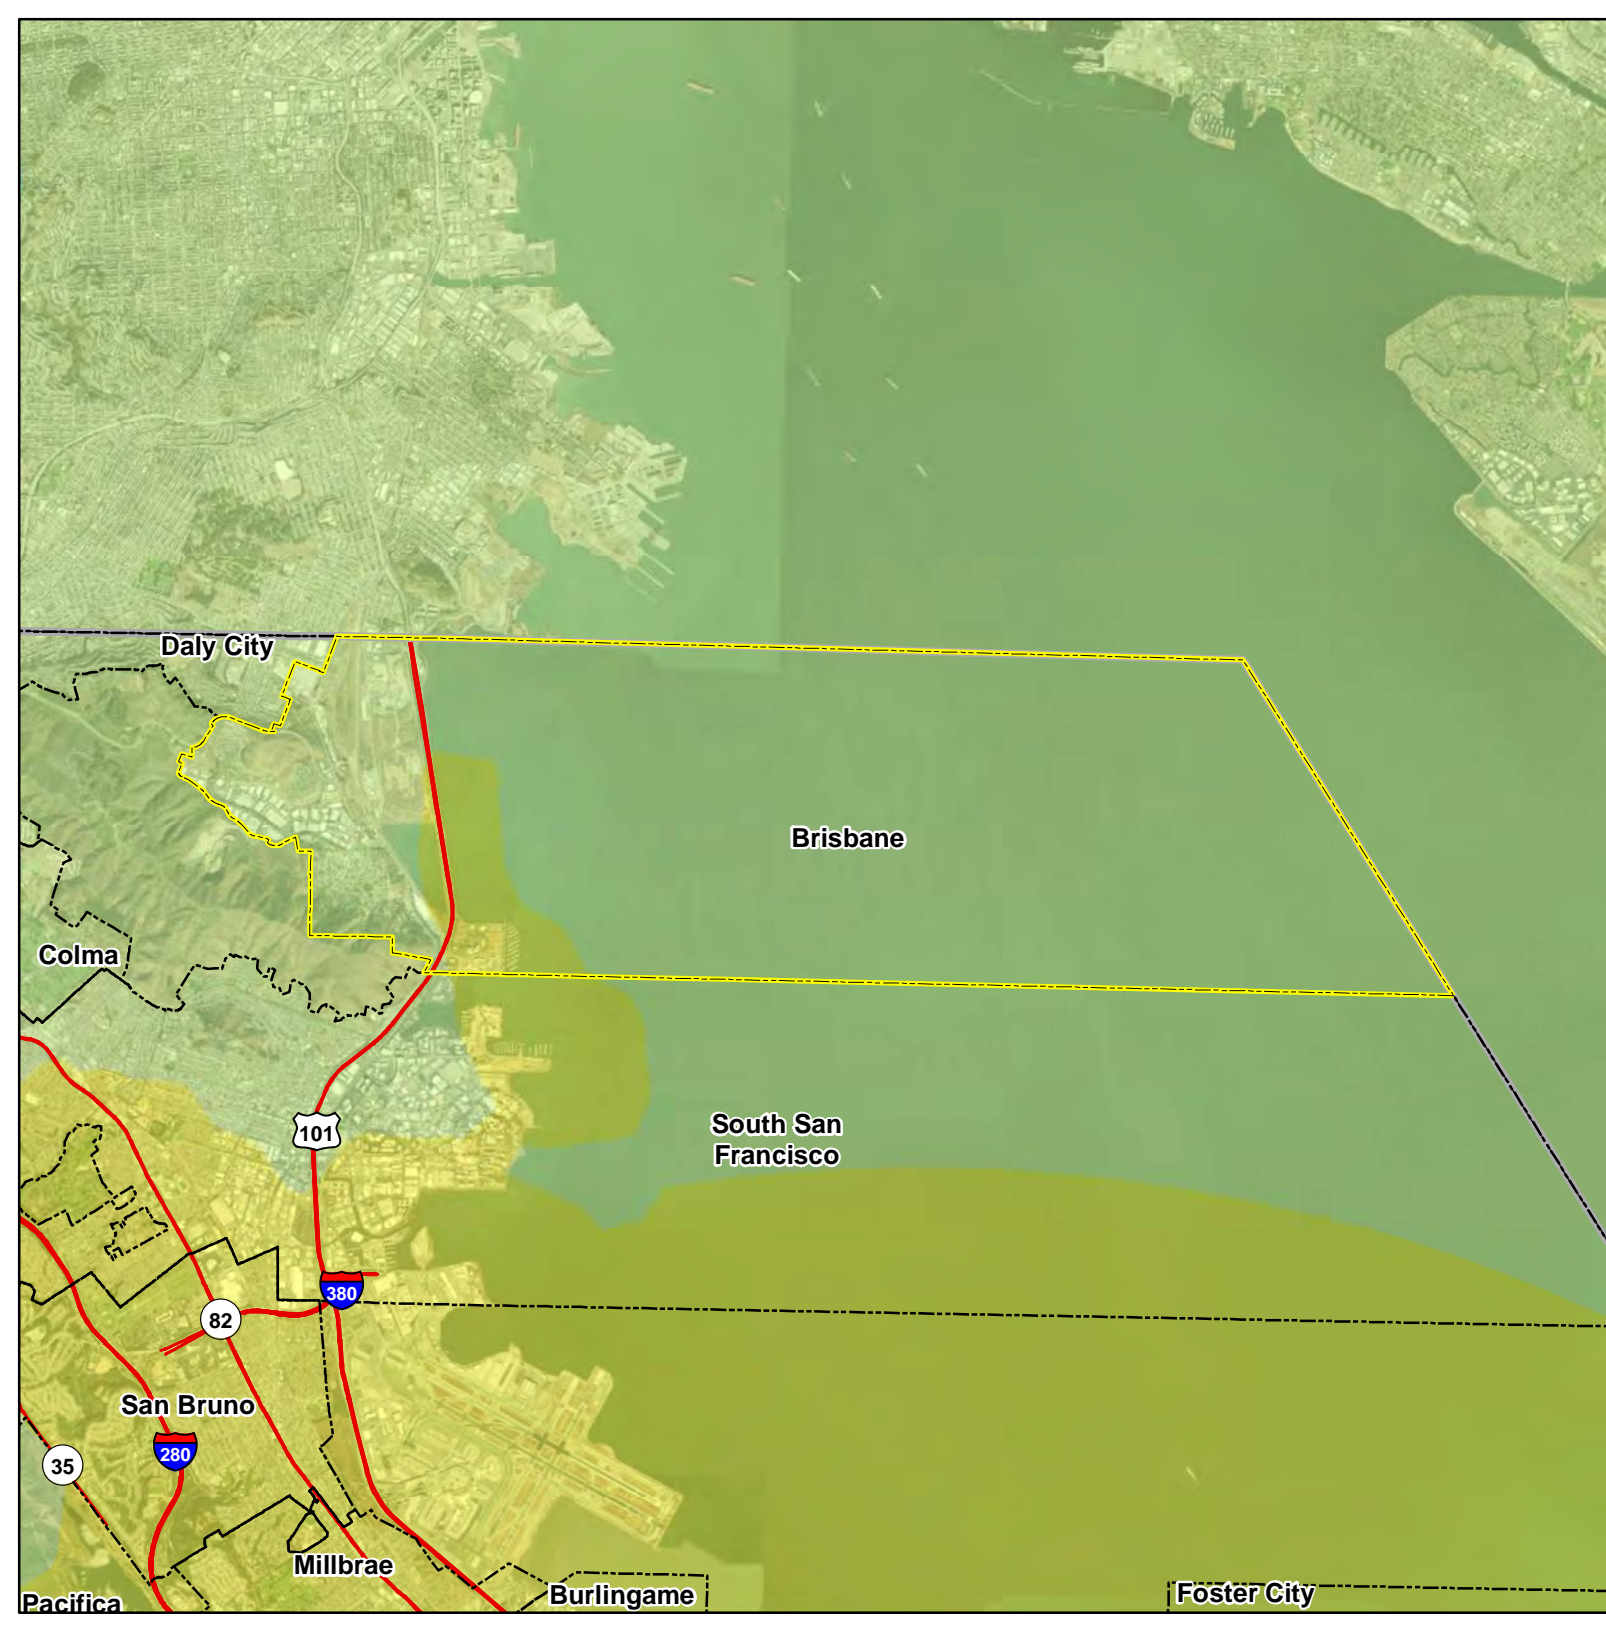 Daly City
Brisbane
Colma
South San
Francisco
101
380
82
San Bruno
280
35
Millbrae
Burlingame
Foster City
Pacifica